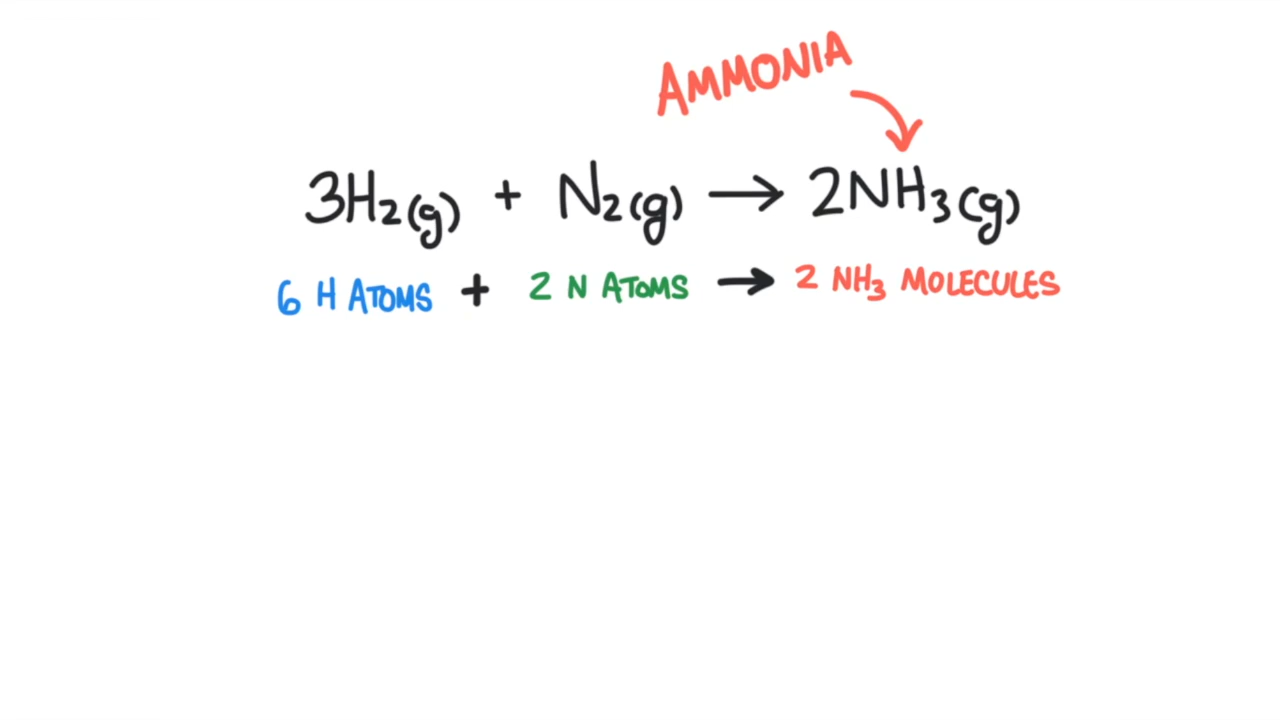 AMMONIA
3H₂(g) + N₂(g) → 2NH₃(g)
6 H ATOMS + 2 N ATOMS → 2 NH₃ MOLECULES